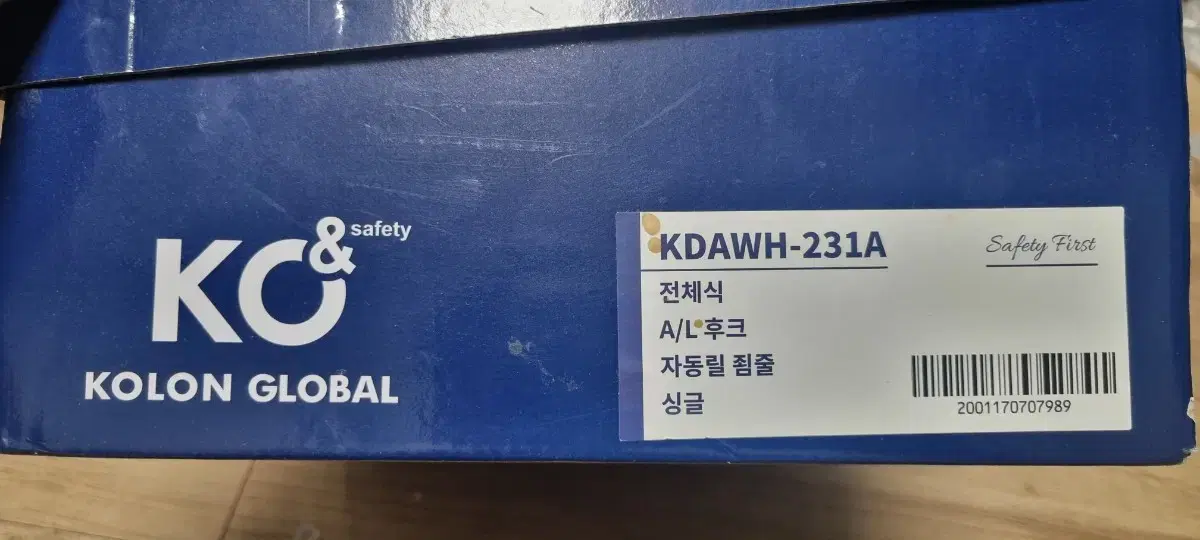 KO& safety
KOLON GLOBAL
KDAWH-231A
Safety First
전체식
A/L 후크
자동릴 죔줄
싱글
2001170707989